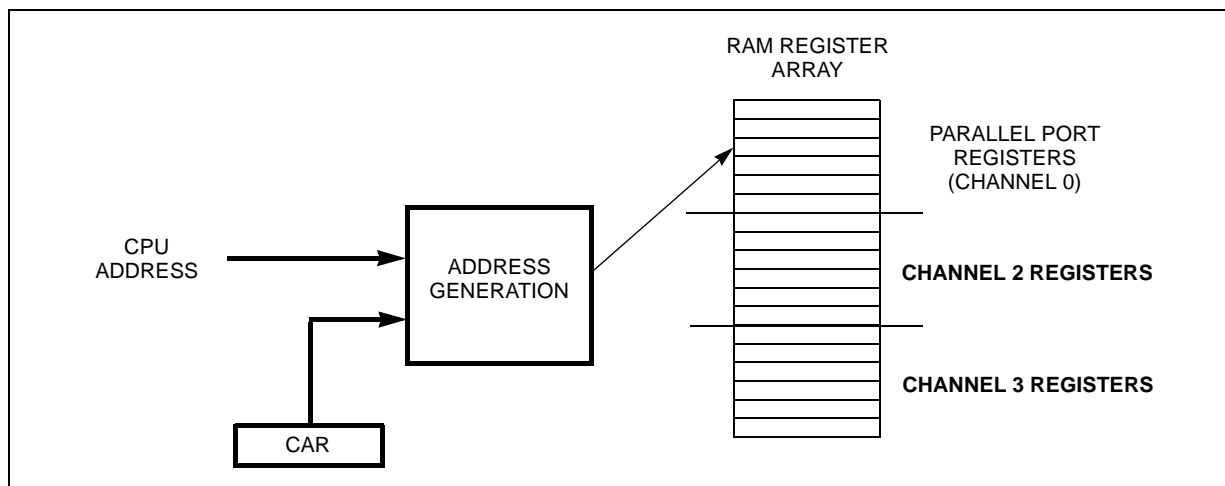 RAM REGISTER
ARRAY
PARALLEL PORT
REGISTERS
(CHANNEL 0)
CPU
ADDRESS
ADDRESS
GENERATION
CHANNEL 2 REGISTERS
CHANNEL 3 REGISTERS
CAR